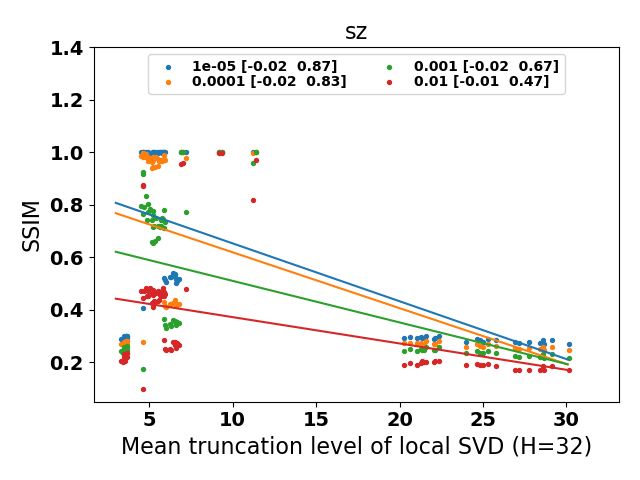 sz
1.4
1e-05 [-0.02  0.87]
0.001 [-0.02  0.67]
0.0001 [-0.02  0.83]
0.01 [-0.01  0.47]
1.2
1.0
0.8
0.6
0.4
0.2
SSIM
5
10
15
20
25
30
Mean truncation level of local SVD (H=32)